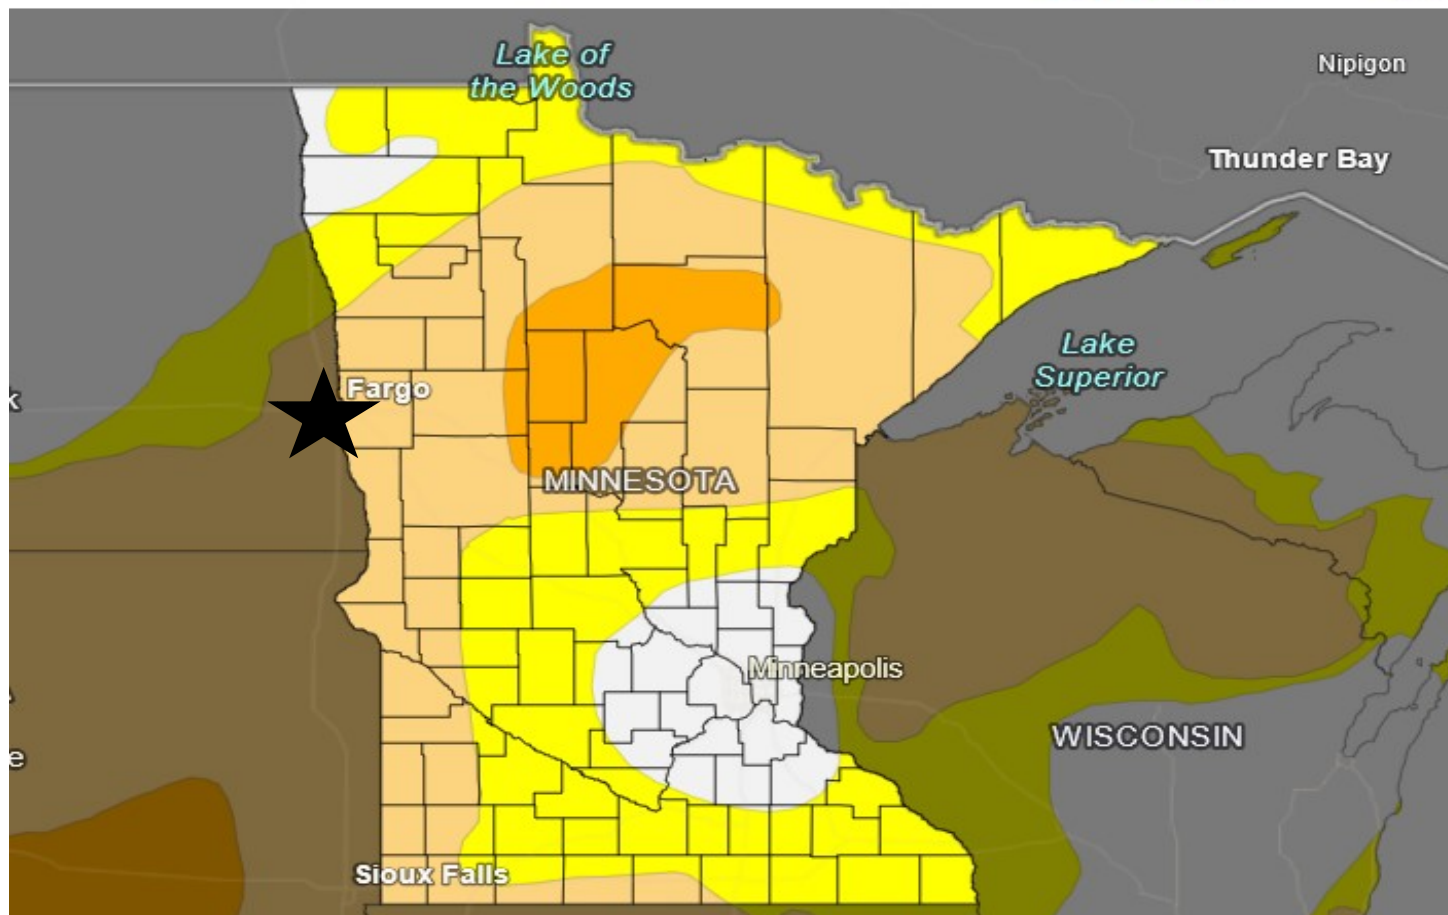 Lake of
the Woods
Nipigon
Thunder Bay
Lake
Superior
Fargo
k
MINNESOTA
Minneapolis
WISCONSIN
e
Sioux Falls